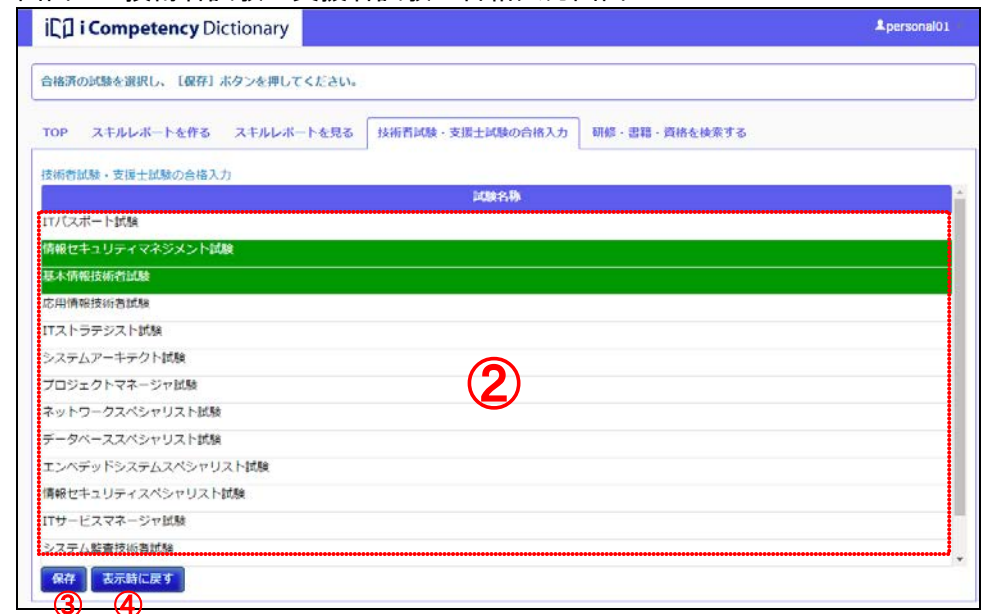 i Competency Dictionary
personal01
合格済の試験を選択し、［保存］ボタンを押してください。
TOP スキルレポートを作る スキルレポートを見る 技術者試験・支援士試験の合格入力 研修・書籍・資格を検索する
技術者試験・支援士試験の合格入力
試験名称
ITパスポート試験
情報セキュリティマネジメント試験
基本情報技術者試験
応用情報技術者試験
ITストラテジスト試験
システムアーキテクト試験
プロジェクトマネージャ試験
②
ネットワークスペシャリスト試験
データベーススペシャリスト試験
エンベデッドシステムスペシャリスト試験
情報セキュリティスペシャリスト試験
ITサービスマネージャ試験
システム監査技術者試験
保存 表示時に戻す
③ ④